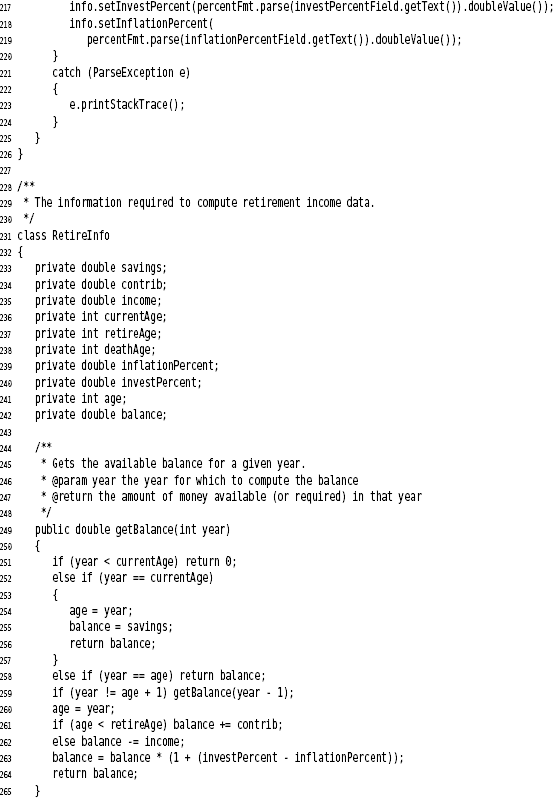 217 info.setInvestPercent(percentFmt.parse(investPercentField.getText()).doubleValue());
218 info.setInflationPercent(
219 percentFmt.parse(inflationPercentField.getText()).doubleValue());
220 }
221 catch (ParseException e)
222 {
223 e.printStackTrace();
224 }
225 }
226 }
227
228 /**
229 * The information required to compute retirement income data.
230 */
231 class RetireInfo
232 {
233 private double savings;
234 private double contrib;
235 private double income;
236 private int currentAge;
237 private int retireAge;
238 private int deathAge;
239 private double inflationPercent;
240 private double investPercent;
241 private int age;
242 private double balance;
243
244 /**
245 * Gets the available balance for a given year.
246 * @param year the year for which to compute the balance
247 * @return the amount of money available (or required) in that year
248 */
249 public double getBalance(int year)
250 {
251 if (year < currentAge) return 0;
252 else if (year == currentAge)
253 {
254 age = year;
255 balance = savings;
256 return balance;
257 }
258 else if (year == age) return balance;
259 if (year != age + 1) getBalance(year - 1);
260 age = year;
261 if (age < retireAge) balance += contrib;
262 else balance -= income;
263 balance = balance * (1 + (investPercent - inflationPercent));
264 return balance;
265 }